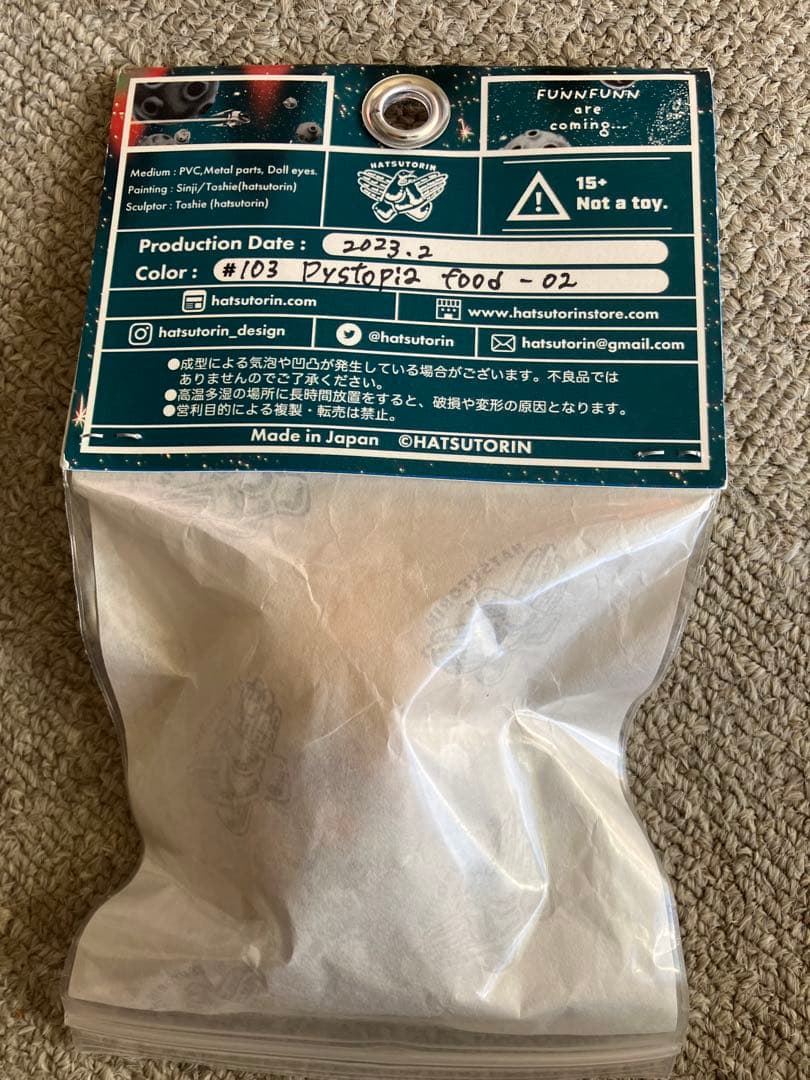 FUNNFUNN
are
coming...
Medium : PVC,Metal parts, Doll eyes.
Painting : Sinji/Toshie(hatsutorin)
Sculptor : Toshie (hatsutorin)
HATSUTORIN
15+
Not a toy.
Production Date : 2023.2
Color : #103 Dystopia food - 02
hatsutorin.com
www.hatsutorinstore.com
hatsutorin_design
@hatsutorin
hatsutorin@gmail.com
●成型による気泡や凹凸が発生している場合がございます。不良品では
ありませんのでご了承ください。
●高温多湿の場所に長時間放置をすると、破損や変形の原因となります。
●営利目的による複製・転売は禁止。
Made in Japan ©HATSUTORIN
HATSUTORIN